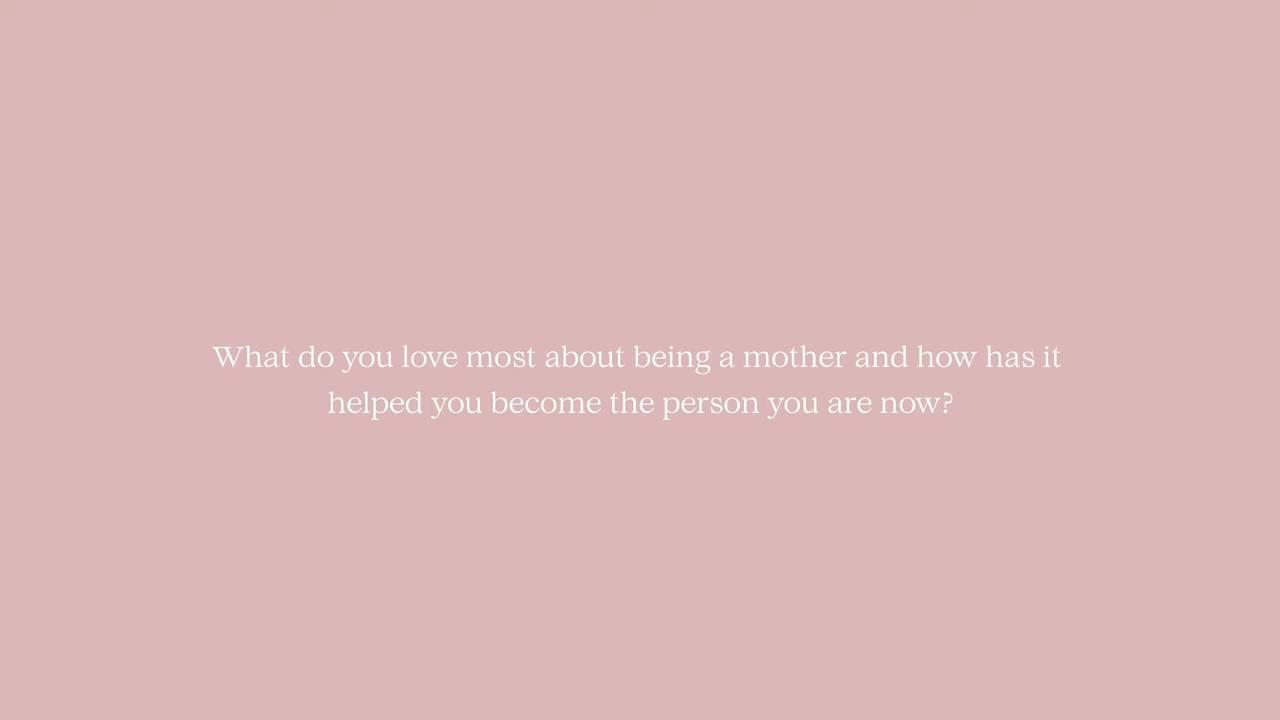 What do you love most about being a mother and how has it
helped you become the person you are now?